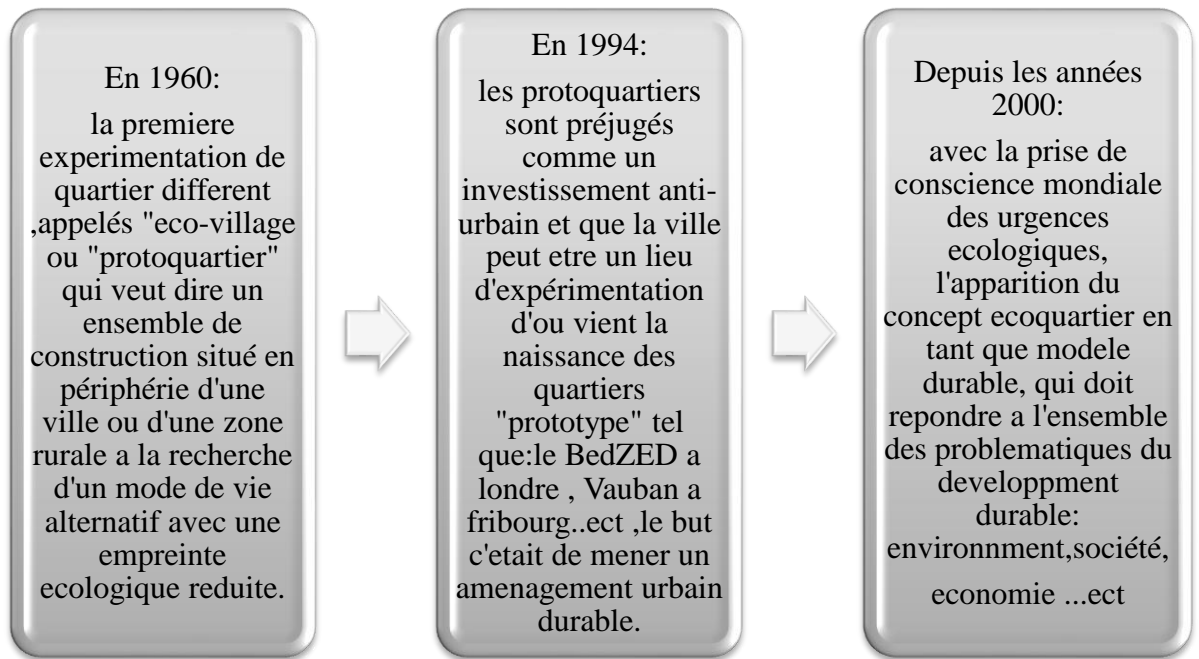 En 1960:
la premiere
experimentation de
quartier different
,appelés "eco-village
ou "protoquartier"
qui veut dire un
ensemble de
construction situé en
périphérie d'une
ville ou d'une zone
rurale a la recherche
d'un mode de vie
alternatif avec une
empreinte
ecologique reduite.
En 1994:
les protoquartiers
sont préjugés
comme un
investissement anti-
urbain et que la ville
peut etre un lieu
d'expérimentation
d'ou vient la
naissance des
quartiers
"prototype" tel
que:le BedZED a
londre , Vauban a
fribourg..ect ,le but
c'etait de mener un
amenagement urbain
durable.
Depuis les années
2000:
avec la prise de
conscience mondiale
des urgences
ecologiques,
l'apparition du
concept ecoquartier en
tant que modele
durable, qui doit
repondre a l'ensemble
des problematiques du
developpment
durable:
environnment,société,
economie ...ect